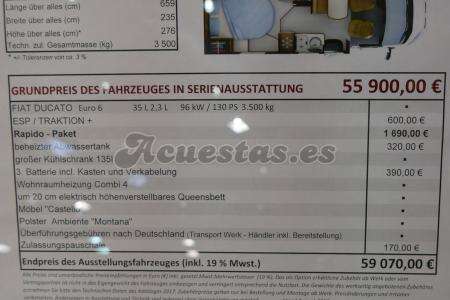 Länge über alles (cm) 659
Breite über alles (cm) 235
Höhe über alles (cm) * 276
Techn. zul. Gesamtmasse (kg) 3 500
* +/- Toleranzen von ca. 3 %
GRUNDPREIS DES FAHRZEUGES IN SERIENAUSSTATTUNG 55 900,00 €
FIAT DUCATO Euro 6 35 L 2,3 L 96 kW / 130 PS 3.500 kg •
ESP / TRAKTION + 600,00 €
Rapido - Paket 1 690,00 €
beheizter Abwassertank 320,00 €
großer Kühlschrank 135l •
3. Batterie incl. Kasten und Verkabelung 390,00 €
Wohnraumheizung Combi 4 •
um 20 cm elektrisch höhenverstellbares Queensbett •
Möbel "Castello" •
Polster Ambiente "Montana" •
Überführungsgebühren nach Deutschland (Transport Werk - Händler inkl. Bereitstellung) •
Zulassungspauschale 170,00 €
Endpreis des Ausstellungsfahrzeuges (inkl. 19 % Mwst.) 59 070,00 €
Acuestas.es